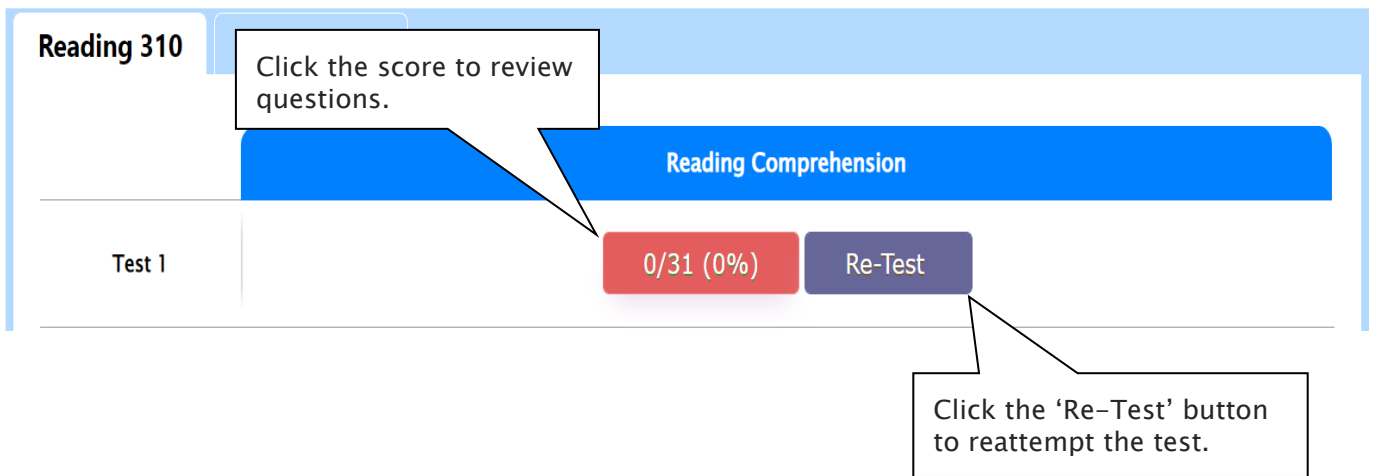 Reading 310
Click the score to review
questions.
Reading Comprehension
Test 1
0/31 (0%)
Re-Test
Click the ‘Re-Test’ button
to reattempt the test.